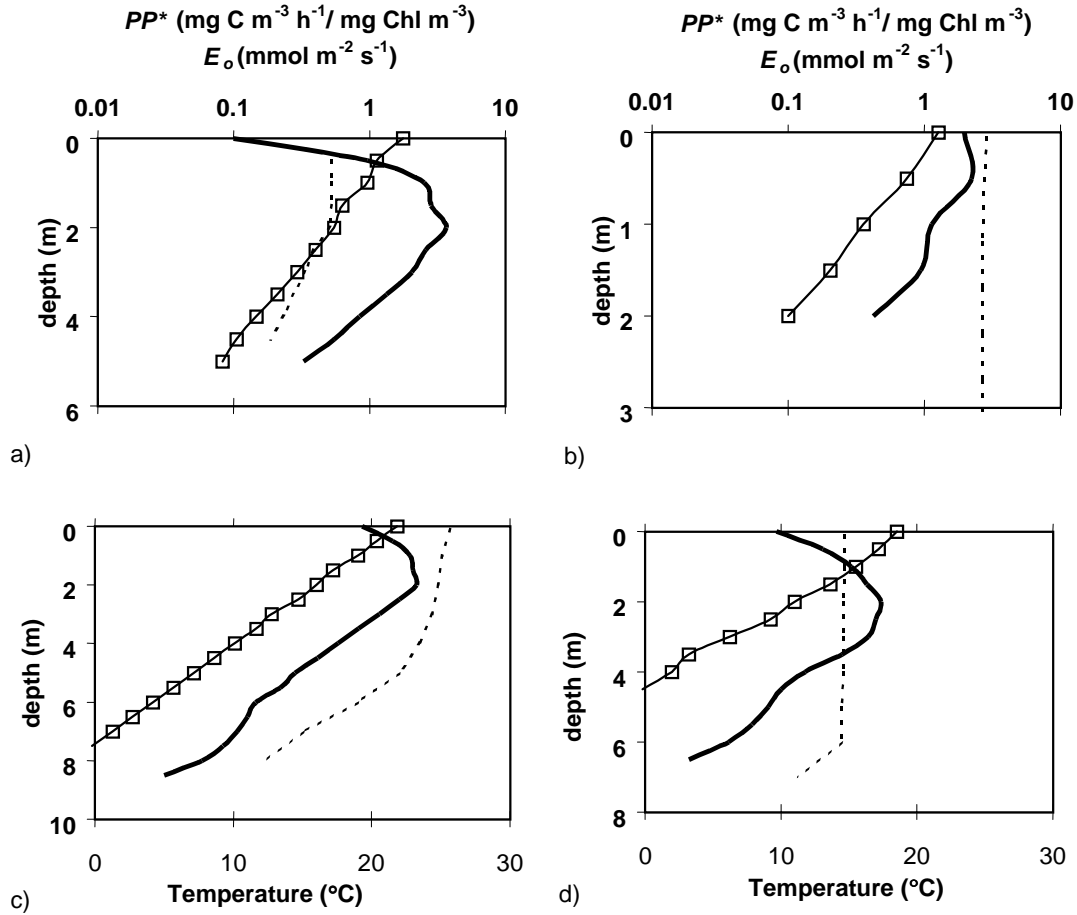 PP* (mg C m⁻³ h⁻¹/ mg Chl m⁻³)
Eₒ (mmol m⁻² s⁻¹)
0.01 0.1 1 10
0
2
4
6
depth (m)
a)
PP* (mg C m⁻³ h⁻¹/ mg Chl m⁻³)
Eₒ (mmol m⁻² s⁻¹)
0.01 0.1 1 10
0
1
2
3
depth (m)
b)
0
2
4
6
8
10
depth (m)
0 10 20 30
Temperature (°C)
c)
0
2
4
6
8
depth (m)
0 10 20 30
Temperature (°C)
d)